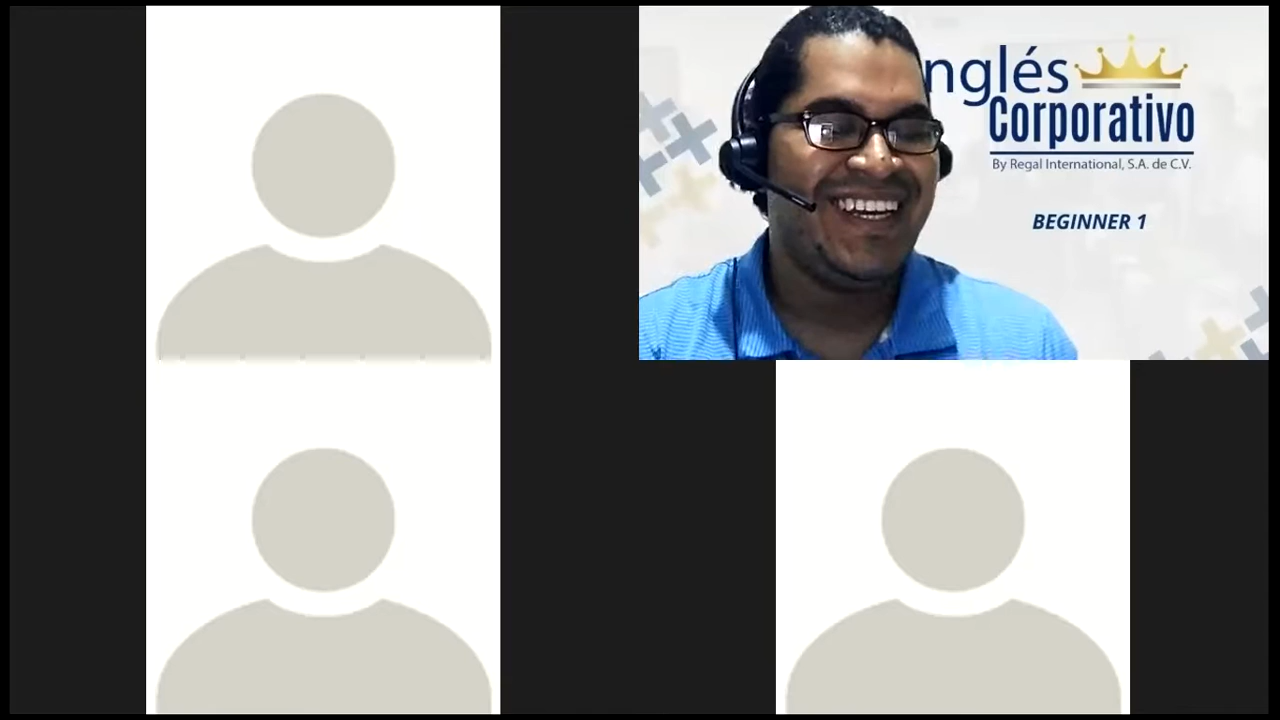 nglés
Corporativo
By Regal International, S.A. de C.V.
BEGINNER 1